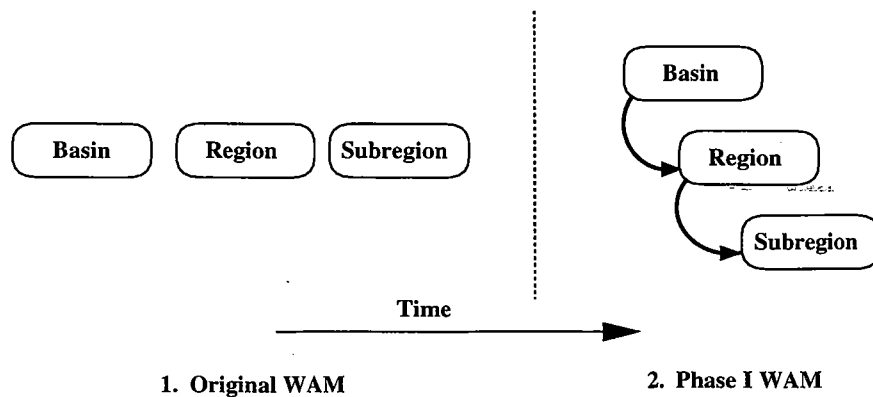 Basin
Region
Subregion
Basin
Region
Subregion
Time
1. Original WAM
2. Phase I WAM